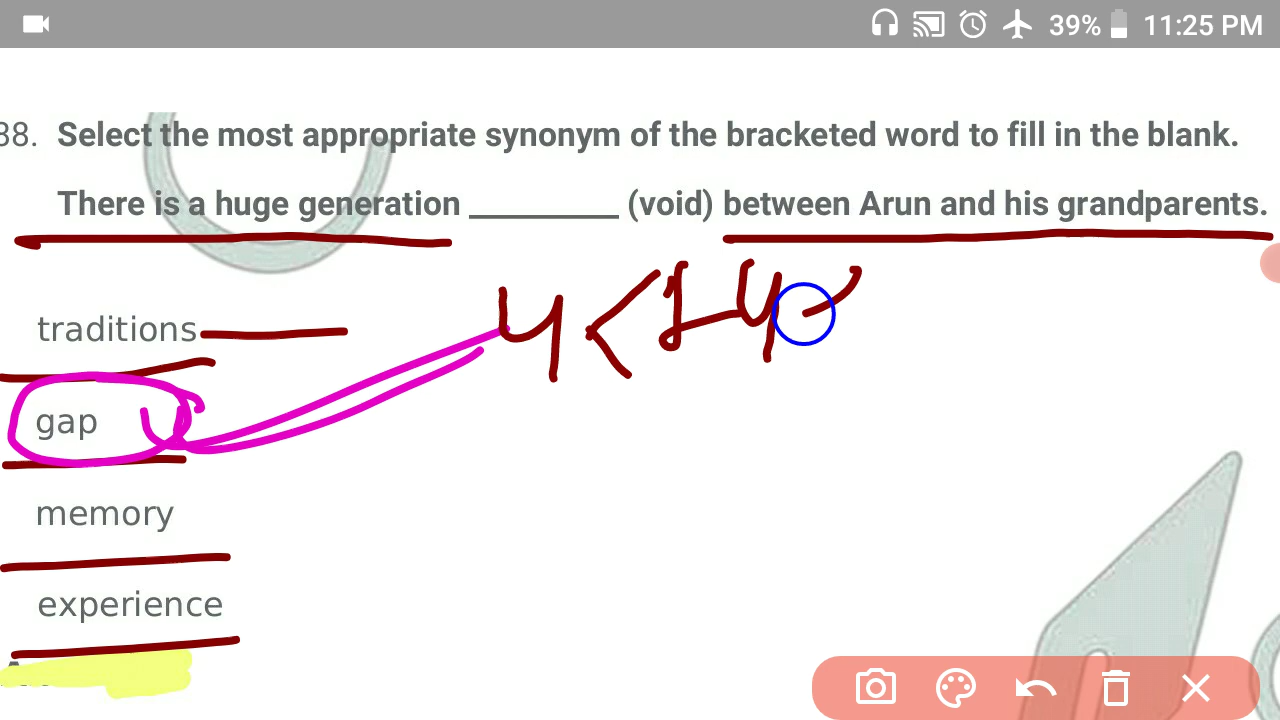 39% 11:25 PM
38. Select the most appropriate synonym of the bracketed word to fill in the blank.
There is a huge generation _________ (void) between Arun and his grandparents.
traditions
gap
memory
experience